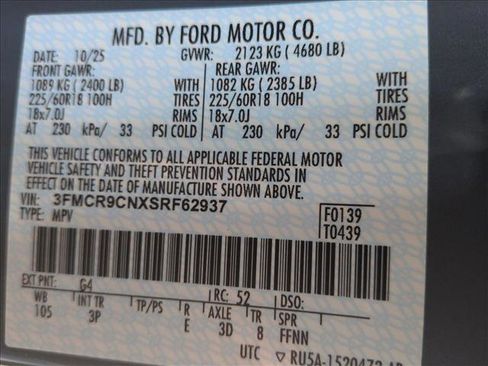 MFD. BY FORD MOTOR CO.
DATE: 10/25 GVWR: 2123 KG ( 4680 LB)
FRONT GAWR: REAR GAWR:
1089 KG ( 2400 LB) WITH 1082 KG ( 2385 LB) WITH
225/60R18 100H TIRES 225/60R18 100H TIRES
18x7.0J RIMS 18x7.0J RIMS
AT 230 kPa/ 33 PSI COLD AT 230 kPa/ 33 PSI COLD
THIS VEHICLE CONFORMS TO ALL APPLICABLE FEDERAL MOTOR
VEHICLE SAFETY AND THEFT PREVENTION STANDARDS IN
EFFECT ON THE DATE OF MANUFACTURE SHOWN ABOVE.
VIN: 3FMCR9CNXSRF62937 F0139
TYPE: MPV T0439
EXT PNT: G4 RC: 52 DSO:
WB INT TR TP/PS R AXLE TR SPR
105 3P E 3D 8 FFNN
UTC ▽ RU5A-1520472-AD